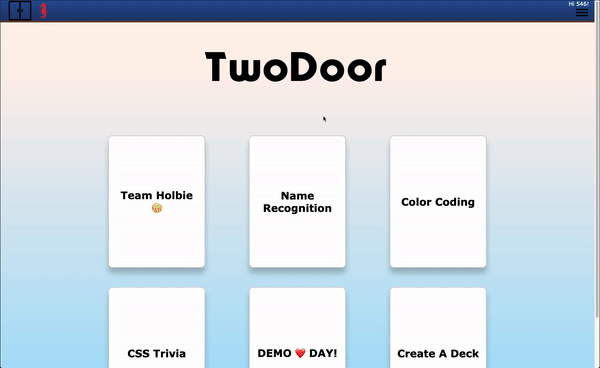 Hi 546!
TwoDoor
Team Holbie
😇
Name
Recognition
Color Coding
CSS Trivia
DEMO ❤️ DAY!
Create A Deck